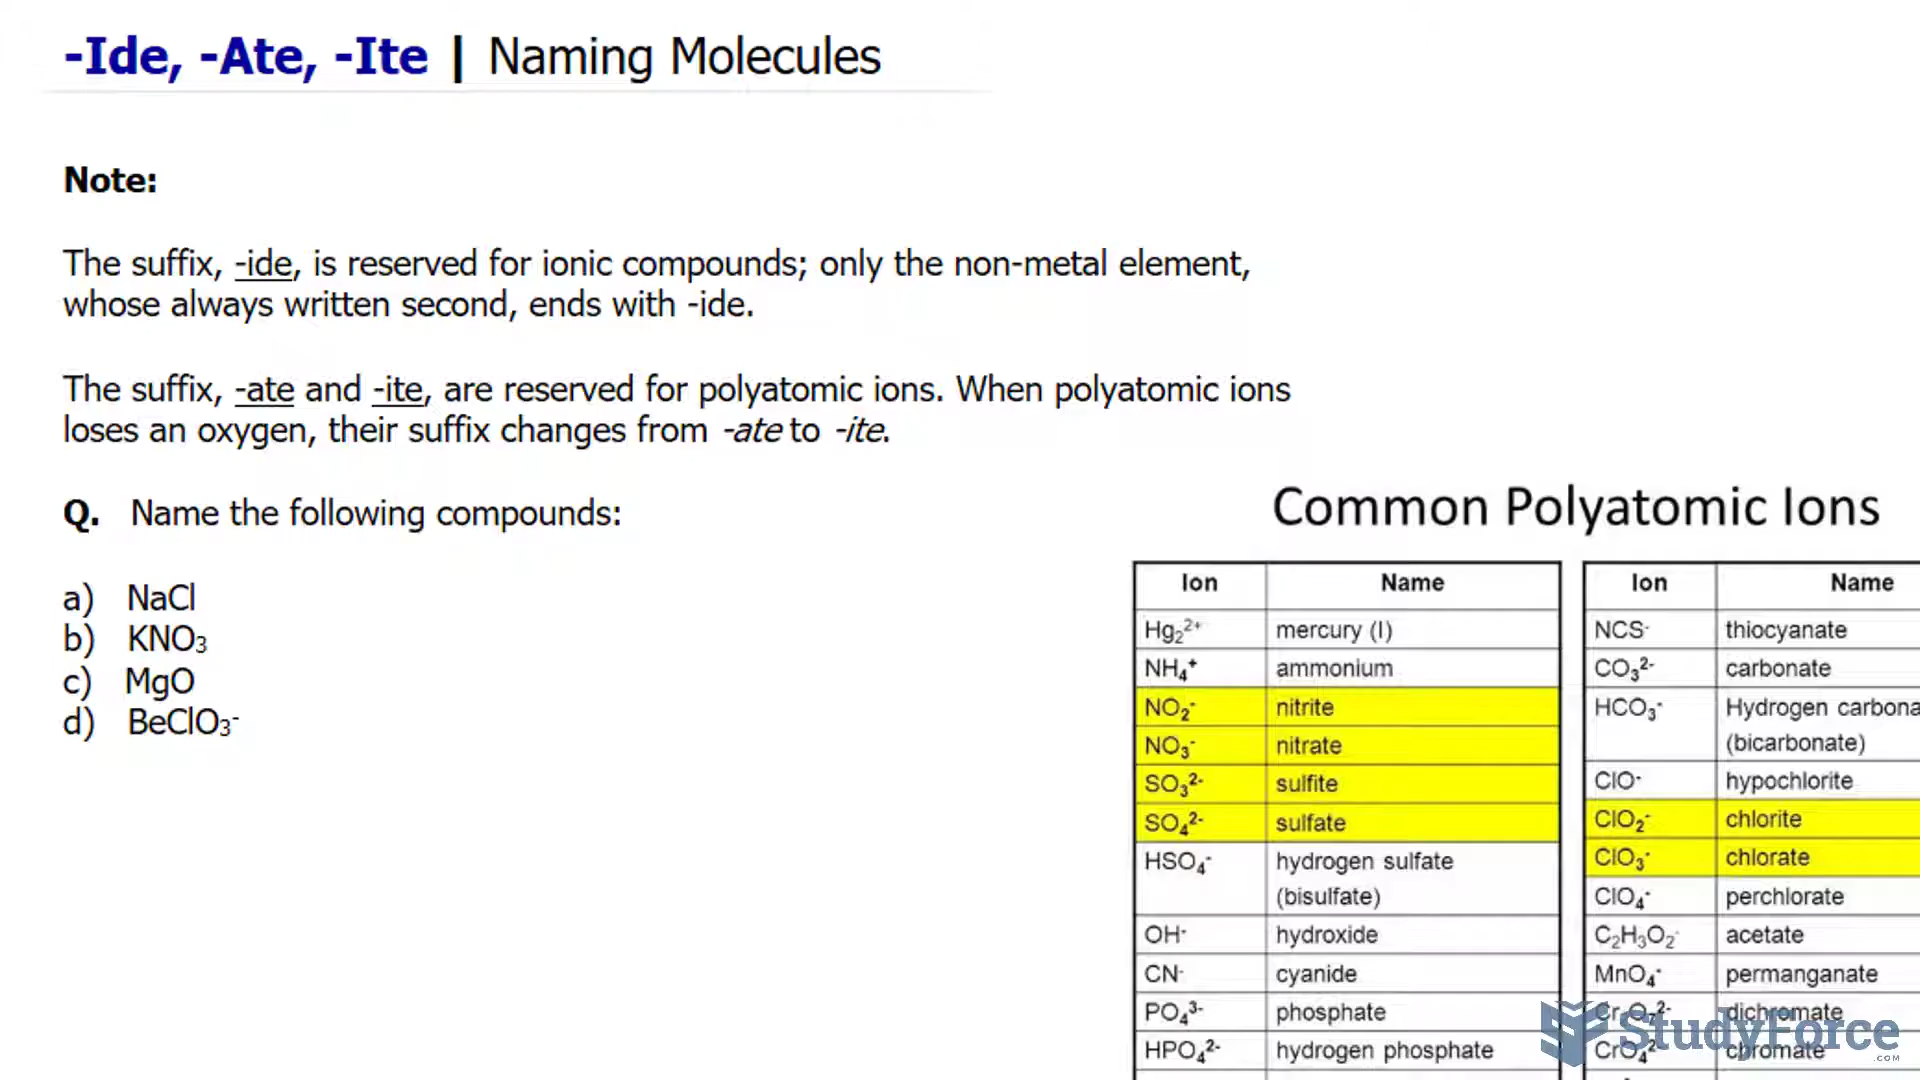 -Ide, -Ate, -Ite | Naming Molecules
Note:
The suffix, -ide, is reserved for ionic compounds; only the non-metal element,
whose always written second, ends with -ide.
The suffix, -ate and -ite, are reserved for polyatomic ions. When polyatomic ions
loses an oxygen, their suffix changes from -ate to -ite.
Q. Name the following compounds:
a) NaCl
b) KNO₃
c) MgO
d) BeClO₃⁻
Common Polyatomic Ions
Ion Name
Hg₂²⁺ mercury (I)
NH₄⁺ ammonium
NO₂⁻ nitrite
NO₃⁻ nitrate
SO₃²⁻ sulfite
SO₄²⁻ sulfate
HSO₄⁻ hydrogen sulfate
(bisulfate)
OH⁻ hydroxide
CN⁻ cyanide
PO₄³⁻ phosphate
HPO₄²⁻ hydrogen phosphate
Ion Name
NCS⁻ thiocyanate
CO₃²⁻ carbonate
HCO₃⁻ Hydrogen carbona
(bicarbonate)
ClO⁻ hypochlorite
ClO₂⁻ chlorite
ClO₃⁻ chlorate
ClO₄⁻ perchlorate
C₂H₃O₂⁻ acetate
MnO₄⁻ permanganate
Cr₂O₇²⁻ dichromate
CrO₄²⁻ chromate
StudyForce
.COM